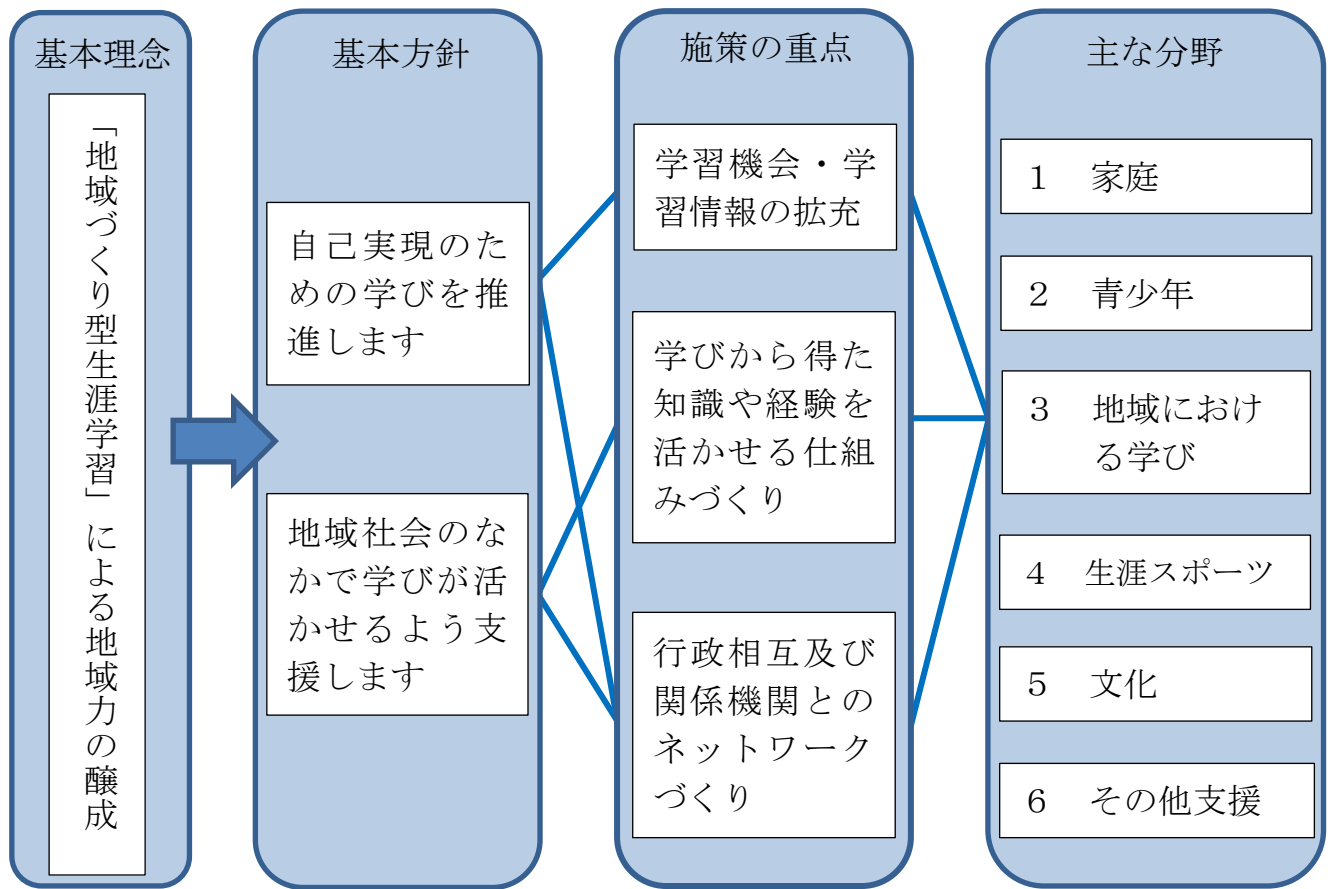 基本理念
「地域づくり型生涯学習」による地域力の醸成
基本方針
自己実現のた
めの学びを推
進します
地域社会のな
かで学びが活
かせるよう支
援します
施策の重点
学習機会・学
習情報の拡充
学びから得た
知識や経験を
活かせる仕組
みづくり
行政相互及び
関係機関との
ネットワーク
づくり
主な分野
１　家庭
２　青少年
３　地域におけ
る学び
４　生涯スポーツ
５　文化
６　その他支援